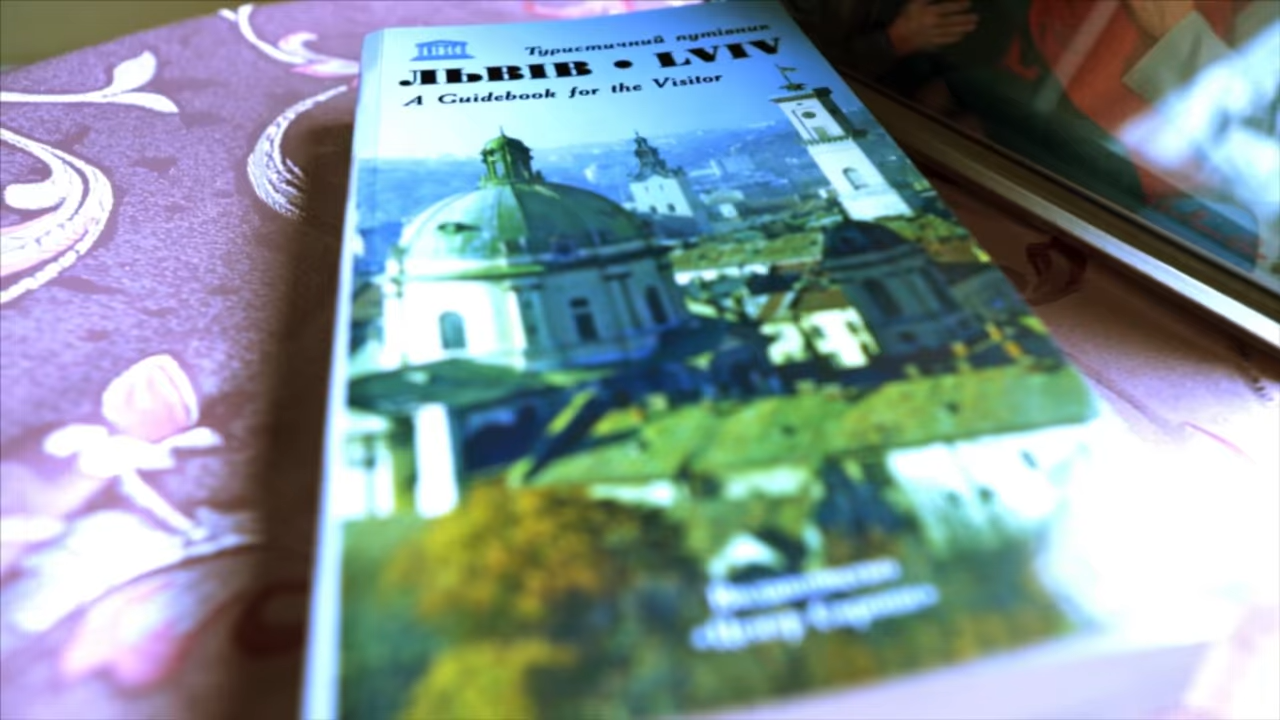 Туристичний путівник
ЛЬВІВ • LVIV
A Guidebook for the Visitor